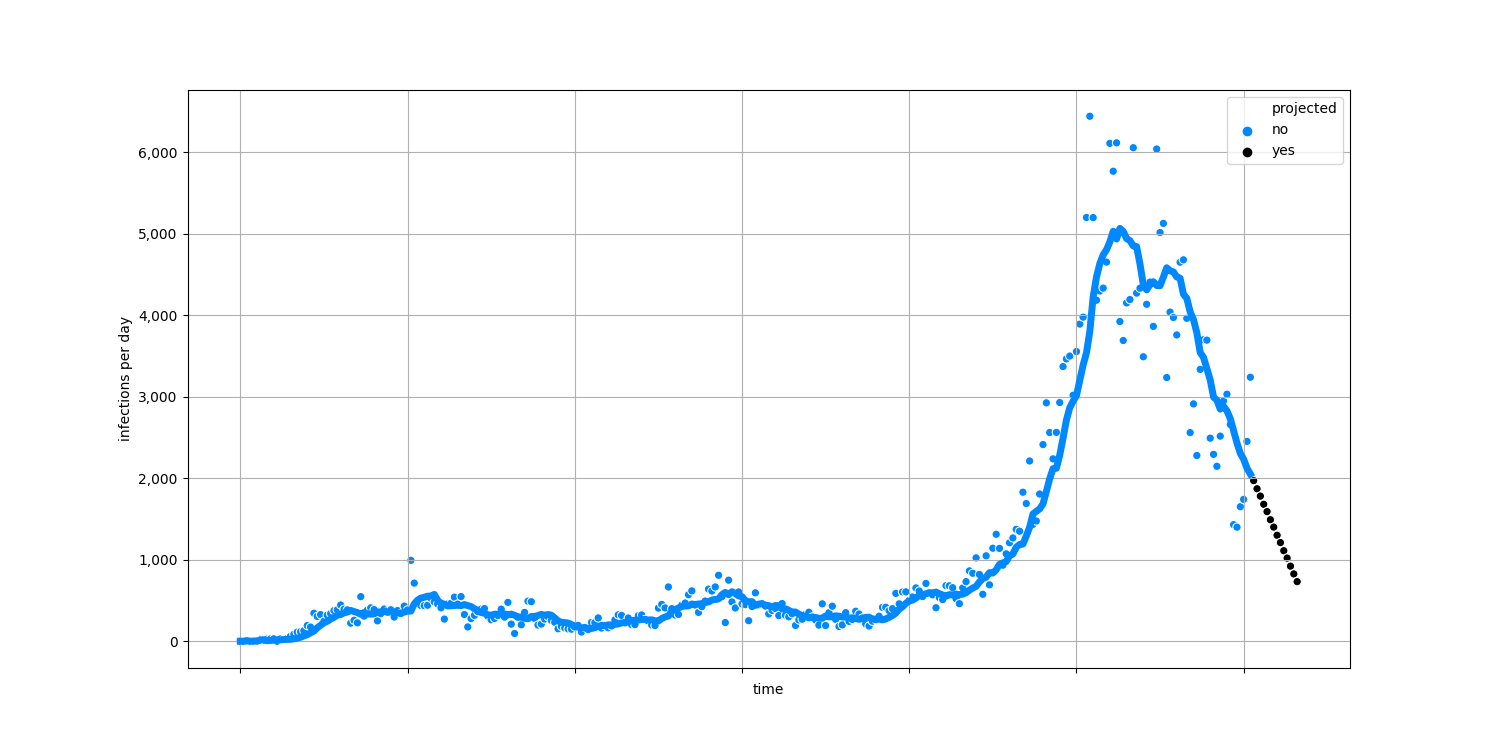 projected
no
yes
6,000
5,000
4,000
3,000
2,000
1,000
0
infections per day
time